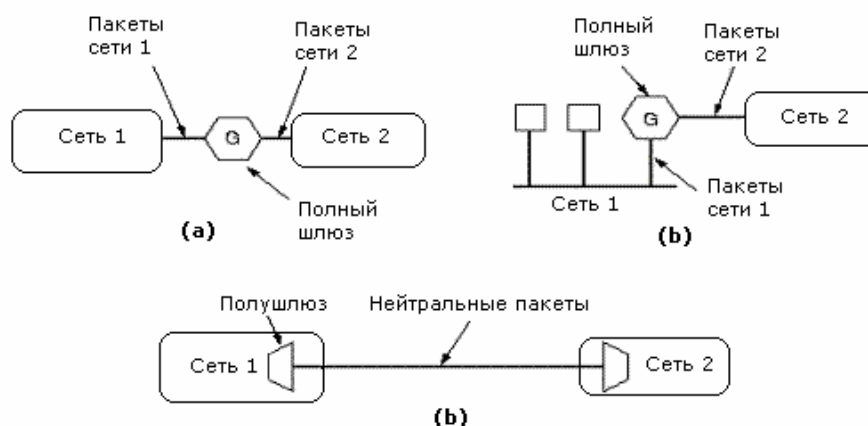 Пакеты
сети 1
Пакеты
сети 2
Сеть 1
G
Сеть 2
Полный
шлюз
(a)
Полный
шлюз
Пакеты
сети 2
G
Сеть 2
Пакеты
сети 1
Сеть 1
(b)
Полушлюз
Нейтральные пакеты
Сеть 1
Сеть 2
(b)